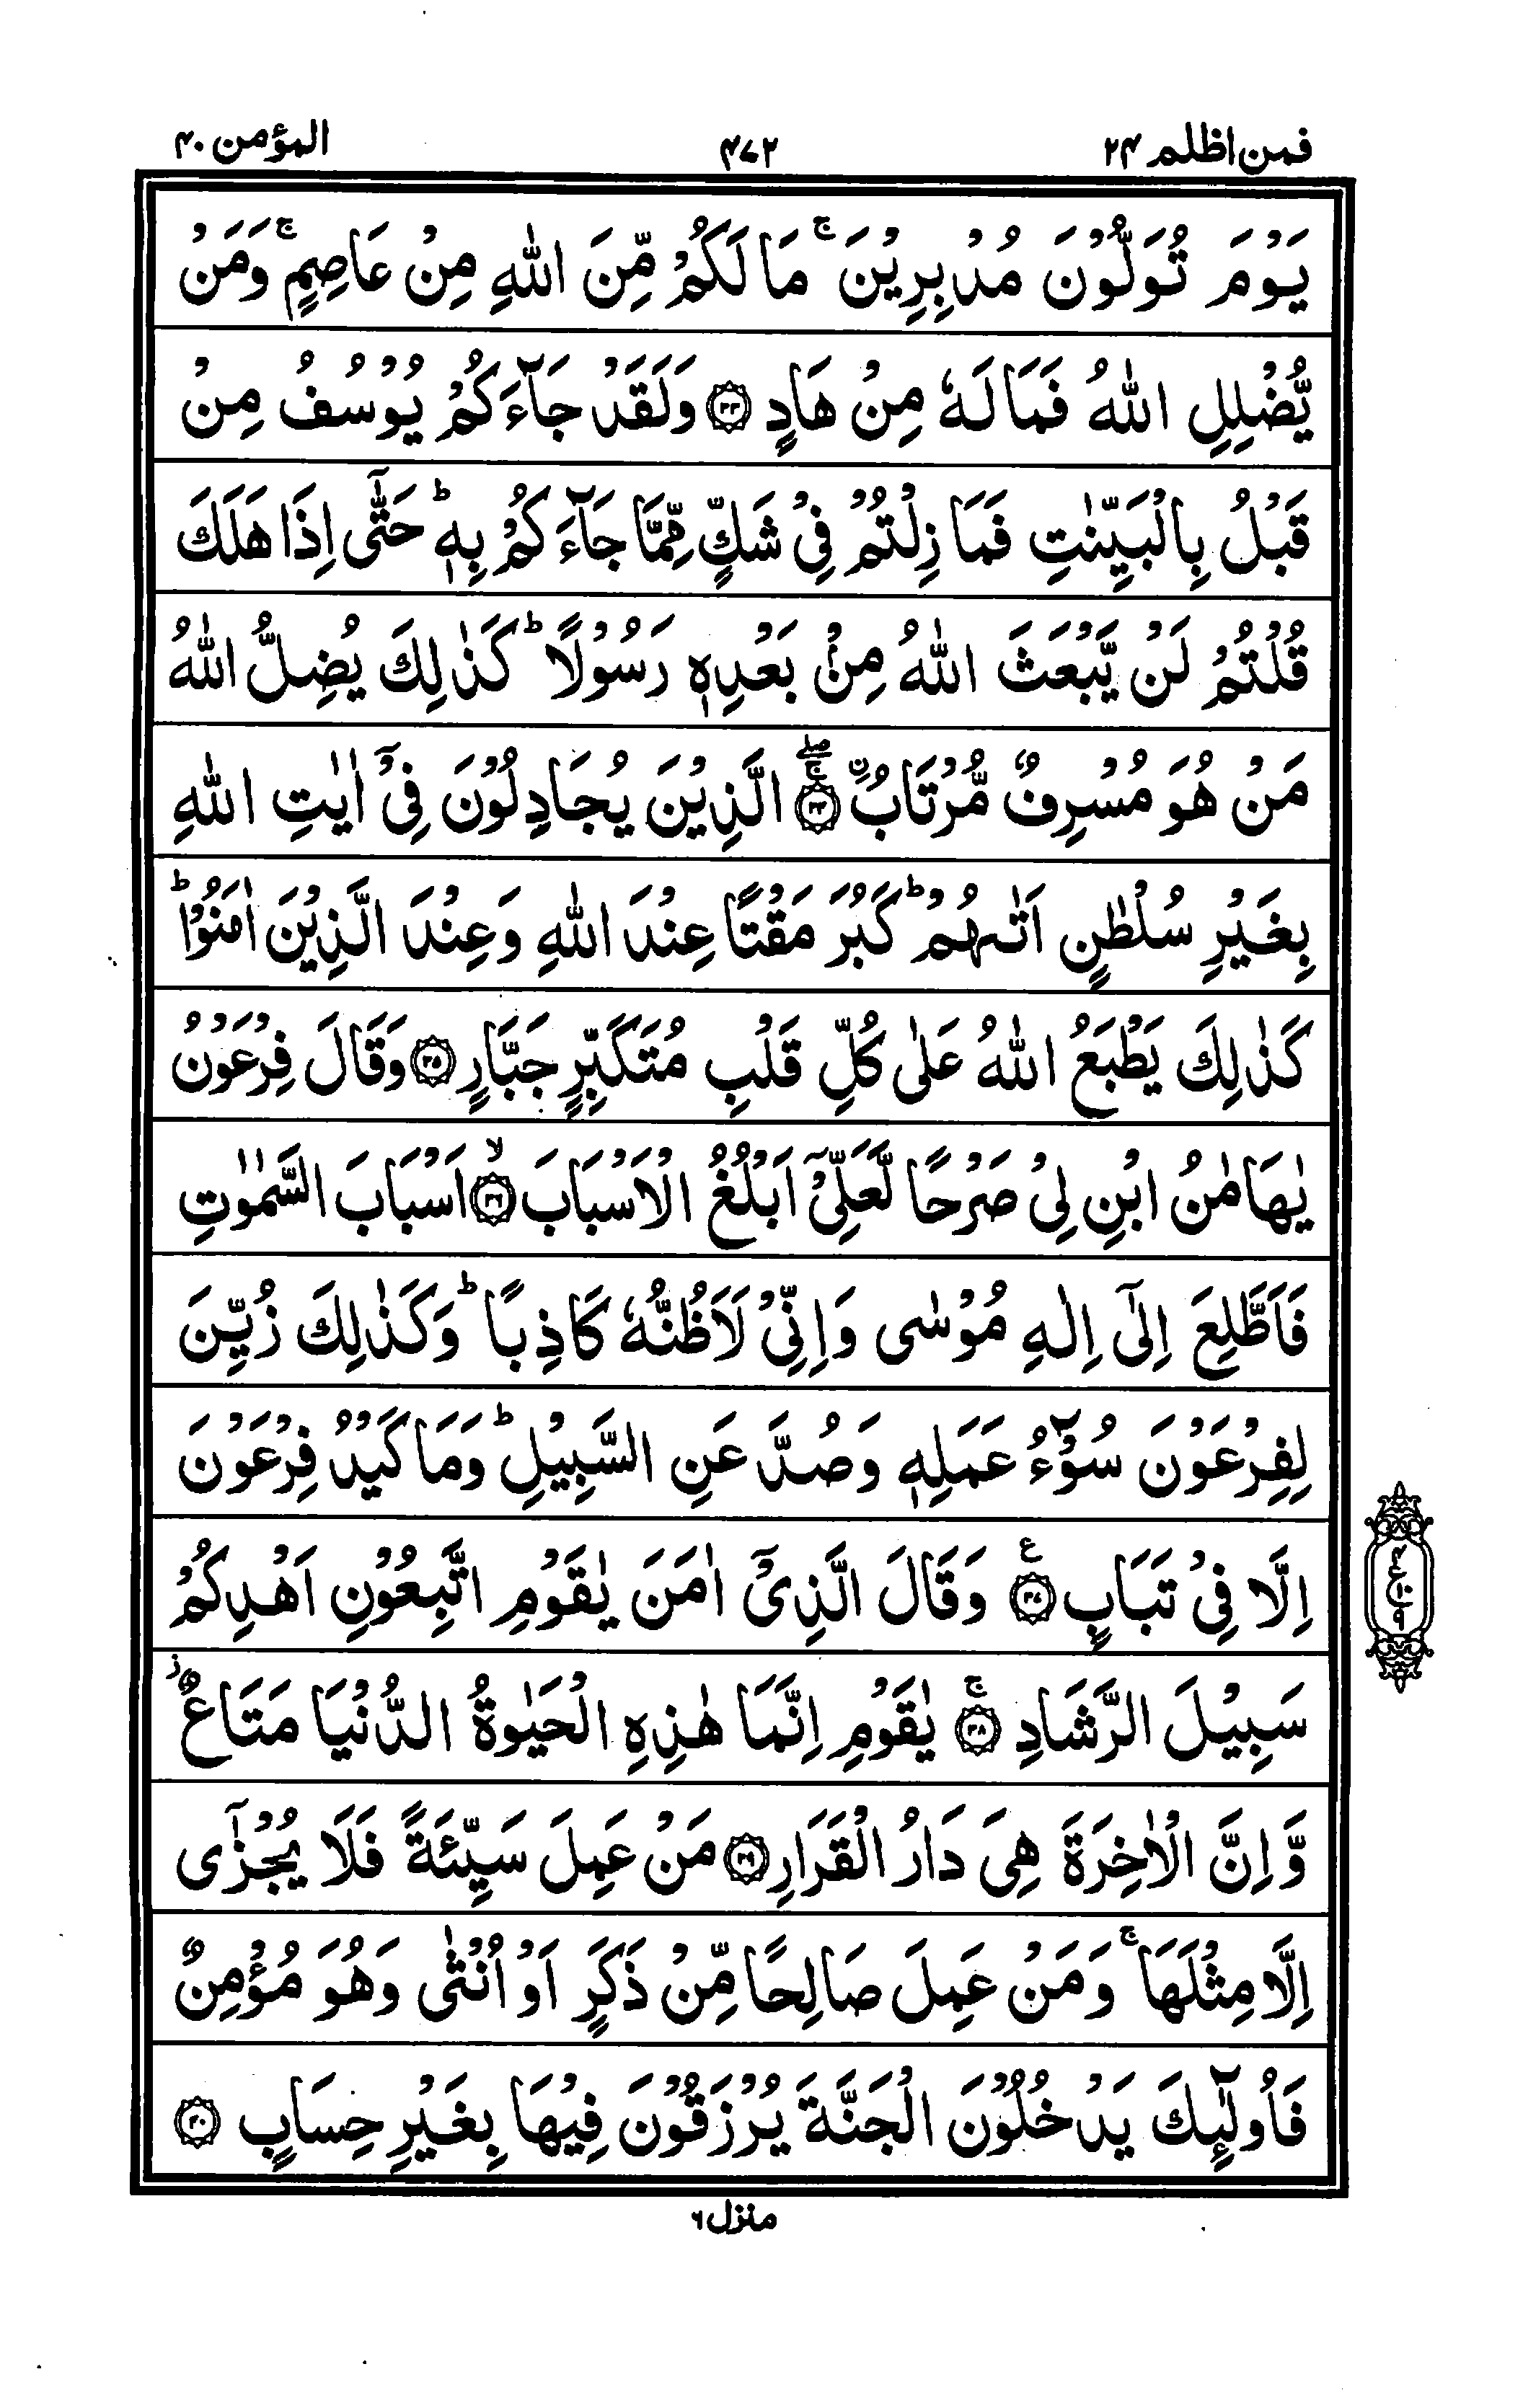 فمن اظلم ۲۴
۴۷۲
المؤمن ۴۰
يَوْمَ تُوَلُّوْنَ مُدْبِرِيْنَ ۚ مَا لَكُمْ مِّنَ اللّٰهِ مِنْ عَاصِمٍ ۚ وَمَنْ
يُّضْلِلِ اللّٰهُ فَمَا لَهٗ مِنْ هَادٍ ﴿۳۳﴾ وَلَقَدْ جَآءَكُمْ يُوْسُفُ مِنْ
قَبْلُ بِالْبَيِّنٰتِ فَمَا زِلْتُمْ فِيْ شَكٍّ مِّمَّا جَآءَكُمْ بِهٖ ؕ حَتّٰٓى اِذَا هَلَكَ
قُلْتُمْ لَنْ يَّبْعَثَ اللّٰهُ مِنْۢ بَعْدِهٖ رَسُوْلًا ؕ كَذٰلِكَ يُضِلُّ اللّٰهُ
مَنْ هُوَ مُسْرِفٌ مُّرْتَابُ ۨ ﴿۳۴﴾ ۚۖ الَّذِيْنَ يُجَادِلُوْنَ فِيْٓ اٰيٰتِ اللّٰهِ
بِغَيْرِ سُلْطٰنٍ اَتٰىهُمْ ؕ كَبُرَ مَقْتًا عِنْدَ اللّٰهِ وَعِنْدَ الَّذِيْنَ اٰمَنُوْا ؕ
كَذٰلِكَ يَطْبَعُ اللّٰهُ عَلٰى كُلِّ قَلْبِ مُتَكَبِّرٍ جَبَّارٍ ﴿۳۵﴾ وَقَالَ فِرْعَوْنُ
يٰهَامٰنُ ابْنِ لِيْ صَرْحًا لَّعَلِّيْٓ اَبْلُغُ الْاَسْبَابَ ﴿۳۶﴾ ۙ اَسْبَابَ السَّمٰوٰتِ
فَاَطَّلِعَ اِلٰٓى اِلٰهِ مُوْسٰى وَاِنِّيْ لَاَظُنُّهٗ كَاذِبًا ؕ وَكَذٰلِكَ زُيِّنَ
لِفِرْعَوْنَ سُوْٓءُ عَمَلِهٖ وَصُدَّ عَنِ السَّبِيْلِ ؕ وَمَا كَيْدُ فِرْعَوْنَ
اِلَّا فِيْ تَبَابٍ ﴿۳۷﴾ ۧ وَقَالَ الَّذِيْٓ اٰمَنَ يٰقَوْمِ اتَّبِعُوْنِ اَهْدِكُمْ
سَبِيْلَ الرَّشَادِ ﴿۳۸﴾ ۚ يٰقَوْمِ اِنَّمَا هٰذِهِ الْحَيٰوةُ الدُّنْيَا مَتَاعٌ ؗ
وَّاِنَّ الْاٰخِرَةَ هِيَ دَارُ الْقَرَارِ ﴿۳۹﴾ مَنْ عَمِلَ سَيِّئَةً فَلَا يُجْزٰٓى
اِلَّا مِثْلَهَا ۚ وَمَنْ عَمِلَ صَالِحًا مِّنْ ذَكَرٍ اَوْ اُنْثٰى وَهُوَ مُؤْمِنٌ
فَاُولٰٓئِكَ يَدْخُلُوْنَ الْجَنَّةَ يُرْزَقُوْنَ فِيْهَا بِغَيْرِ حِسَابٍ ﴿۴۰﴾
منزل ۶